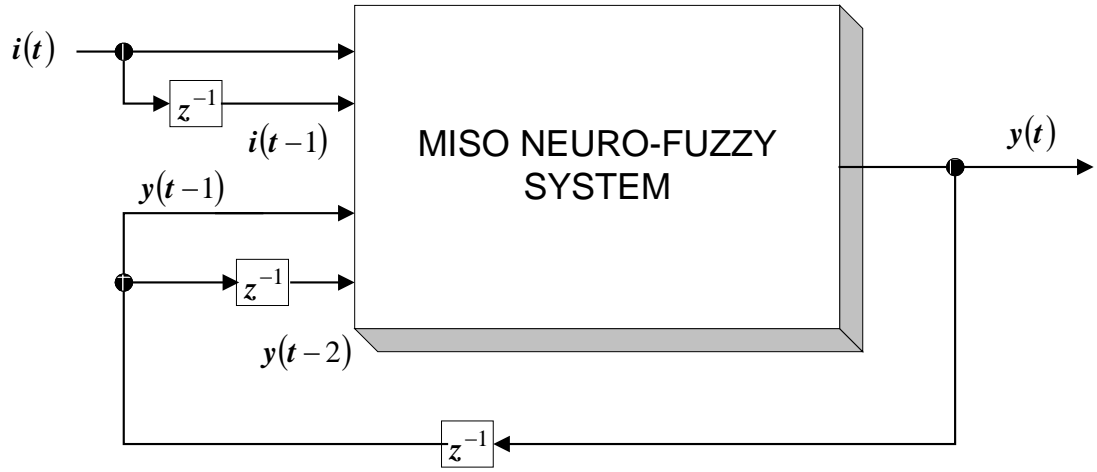 i(t)
z⁻¹
i(t−1)
MISO NEURO-FUZZY
SYSTEM
y(t)
y(t−1)
z⁻¹
y(t−2)
z⁻¹